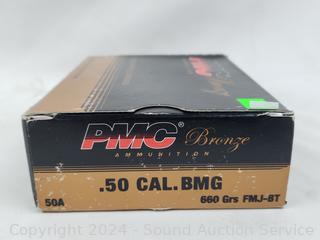 PMC® Bronze
AMMUNITION
.50 CAL. BMG
50A
660 Grs FMJ-BT
Copyright 2024 - Sound Auction Service